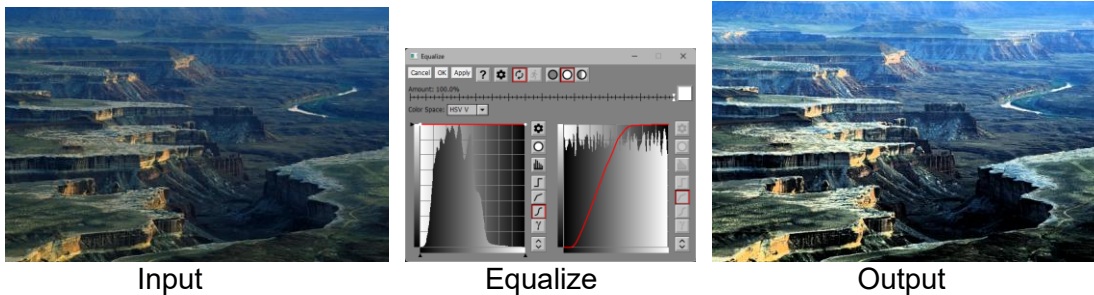 Equalize
Cancel OK Apply ?
Amount: 100.0%
Color Space: HSV V
Input
Equalize
Output